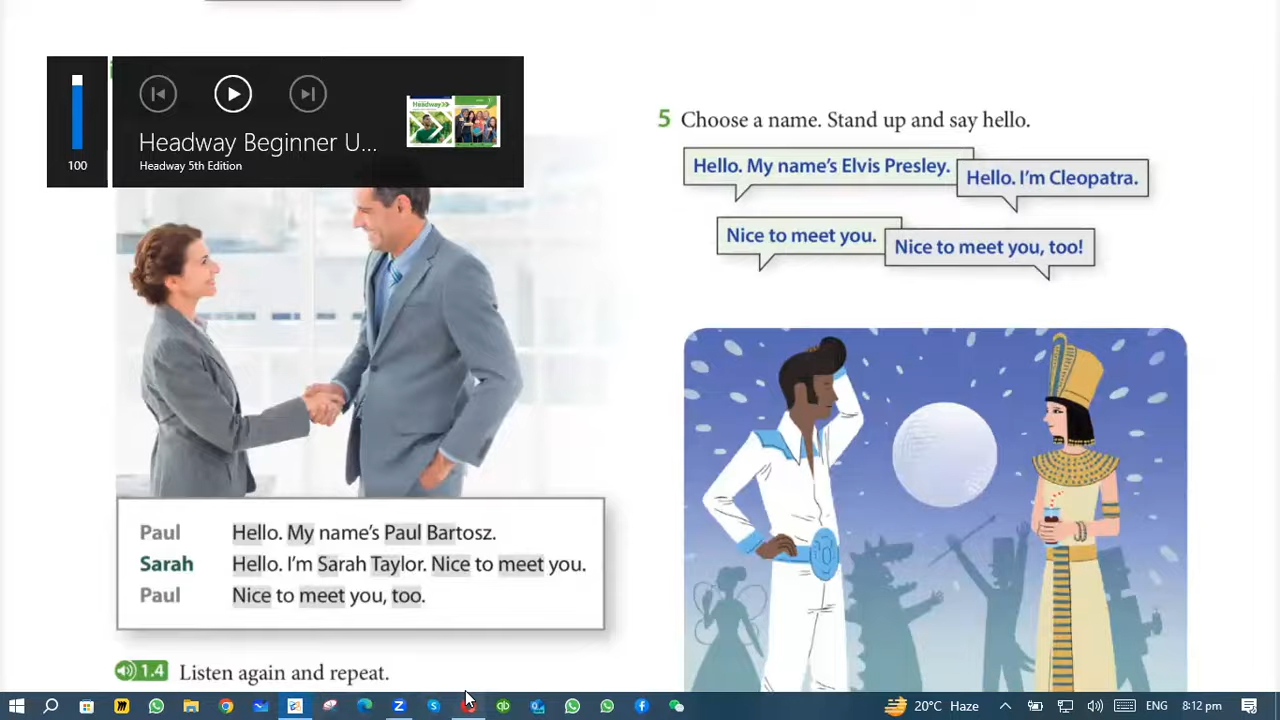 100
Headway Beginner U...
Headway 5th Edition
Headway
Paul Hello. My name's Paul Bartosz.
Sarah Hello. I'm Sarah Taylor. Nice to meet you.
Paul Nice to meet you, too.
1.4 Listen again and repeat.
5 Choose a name. Stand up and say hello.
Hello. My name's Elvis Presley.
Hello. I'm Cleopatra.
Nice to meet you.
Nice to meet you, too!
20°C Haze
ENG
8:12 pm